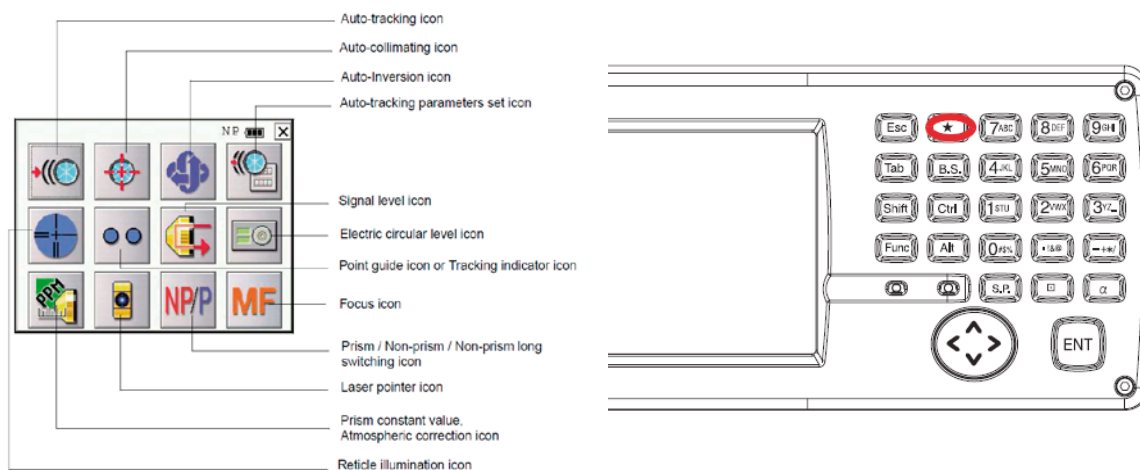 Auto-tracking icon
Auto-collimating icon
Auto-Inversion icon
Auto-tracking parameters set icon
NP
Signal level icon
Electric circular level icon
Point guide icon or Tracking indicator icon
PPM
NP/P
MF
Focus icon
Prism / Non-prism / Non-prism long
switching icon
Laser pointer icon
Prism constant value,
Atmospheric correction icon
Reticle illumination icon
Esc ★ 7ABC 8DEF 9GHI
Tab B.S. 4JKL 5MNO 6PQR
Shift Ctrl 1STU 2VWX 3YZ_
Func Alt 0#$% •!&@ −+*/
S.P. α
ENT